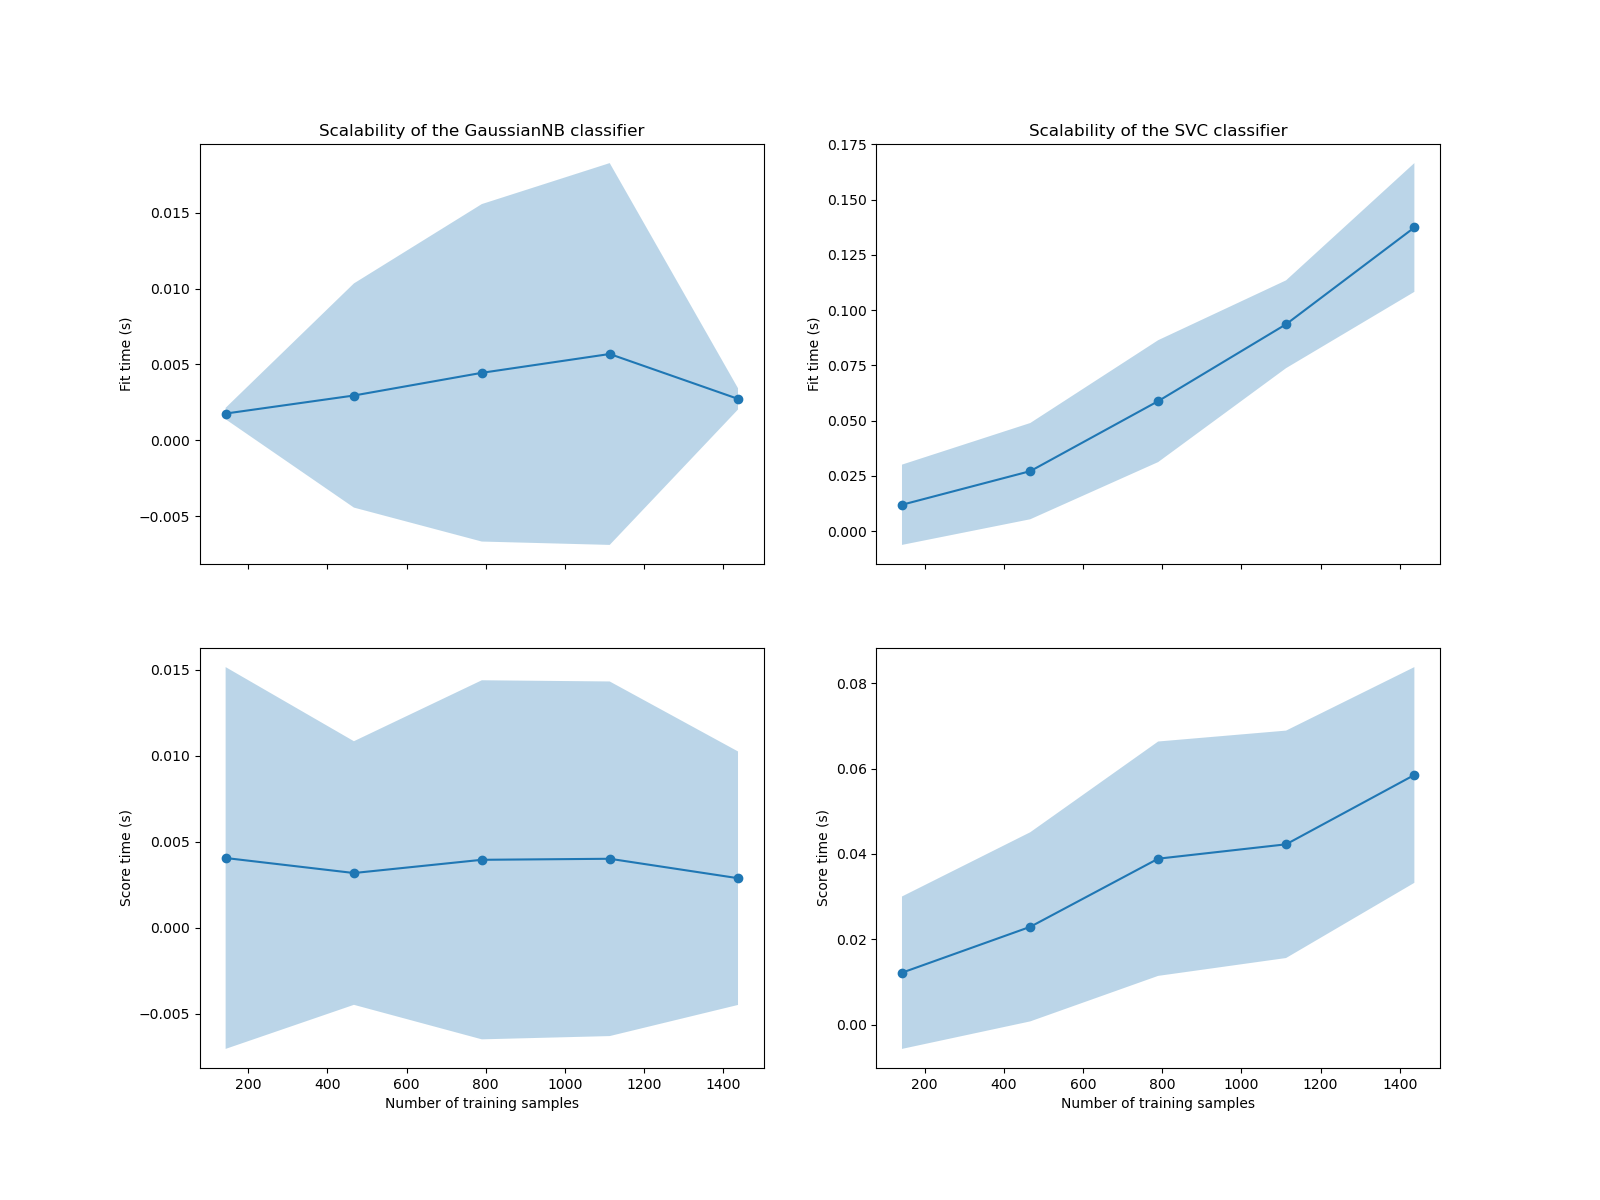 Scalability of the GaussianNB classifier
0.015
0.010
0.005
0.000
−0.005
Fit time (s)
Scalability of the SVC classifier
0.175
0.150
0.125
0.100
0.075
0.050
0.025
0.000
Fit time (s)
0.015
0.010
0.005
0.000
−0.005
Score time (s)
200 400 600 800 1000 1200 1400
Number of training samples
0.08
0.06
0.04
0.02
0.00
Score time (s)
200 400 600 800 1000 1200 1400
Number of training samples